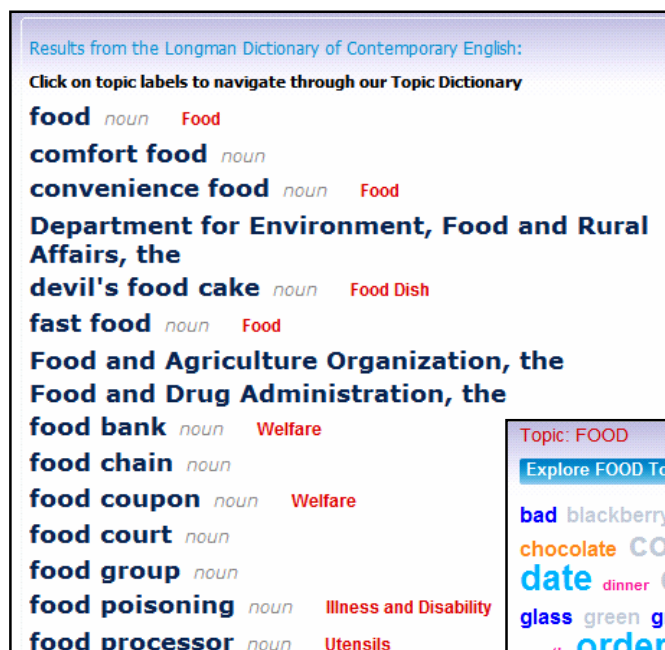 Results from the Longman Dictionary of Contemporary English:
Click on topic labels to navigate through our Topic Dictionary
food noun Food
comfort food noun
convenience food noun Food
Department for Environment, Food and Rural
Affairs, the
devil's food cake noun Food Dish
fast food noun Food
Food and Agriculture Organization, the
Food and Drug Administration, the
food bank noun Welfare
food chain noun
food coupon noun Welfare
food court noun
food group noun
food poisoning noun Illness and Disability
food processor noun Utensils
Topic: FOOD
Explore FOOD To
bad blackberry
chocolate
date dinner
glass green
order